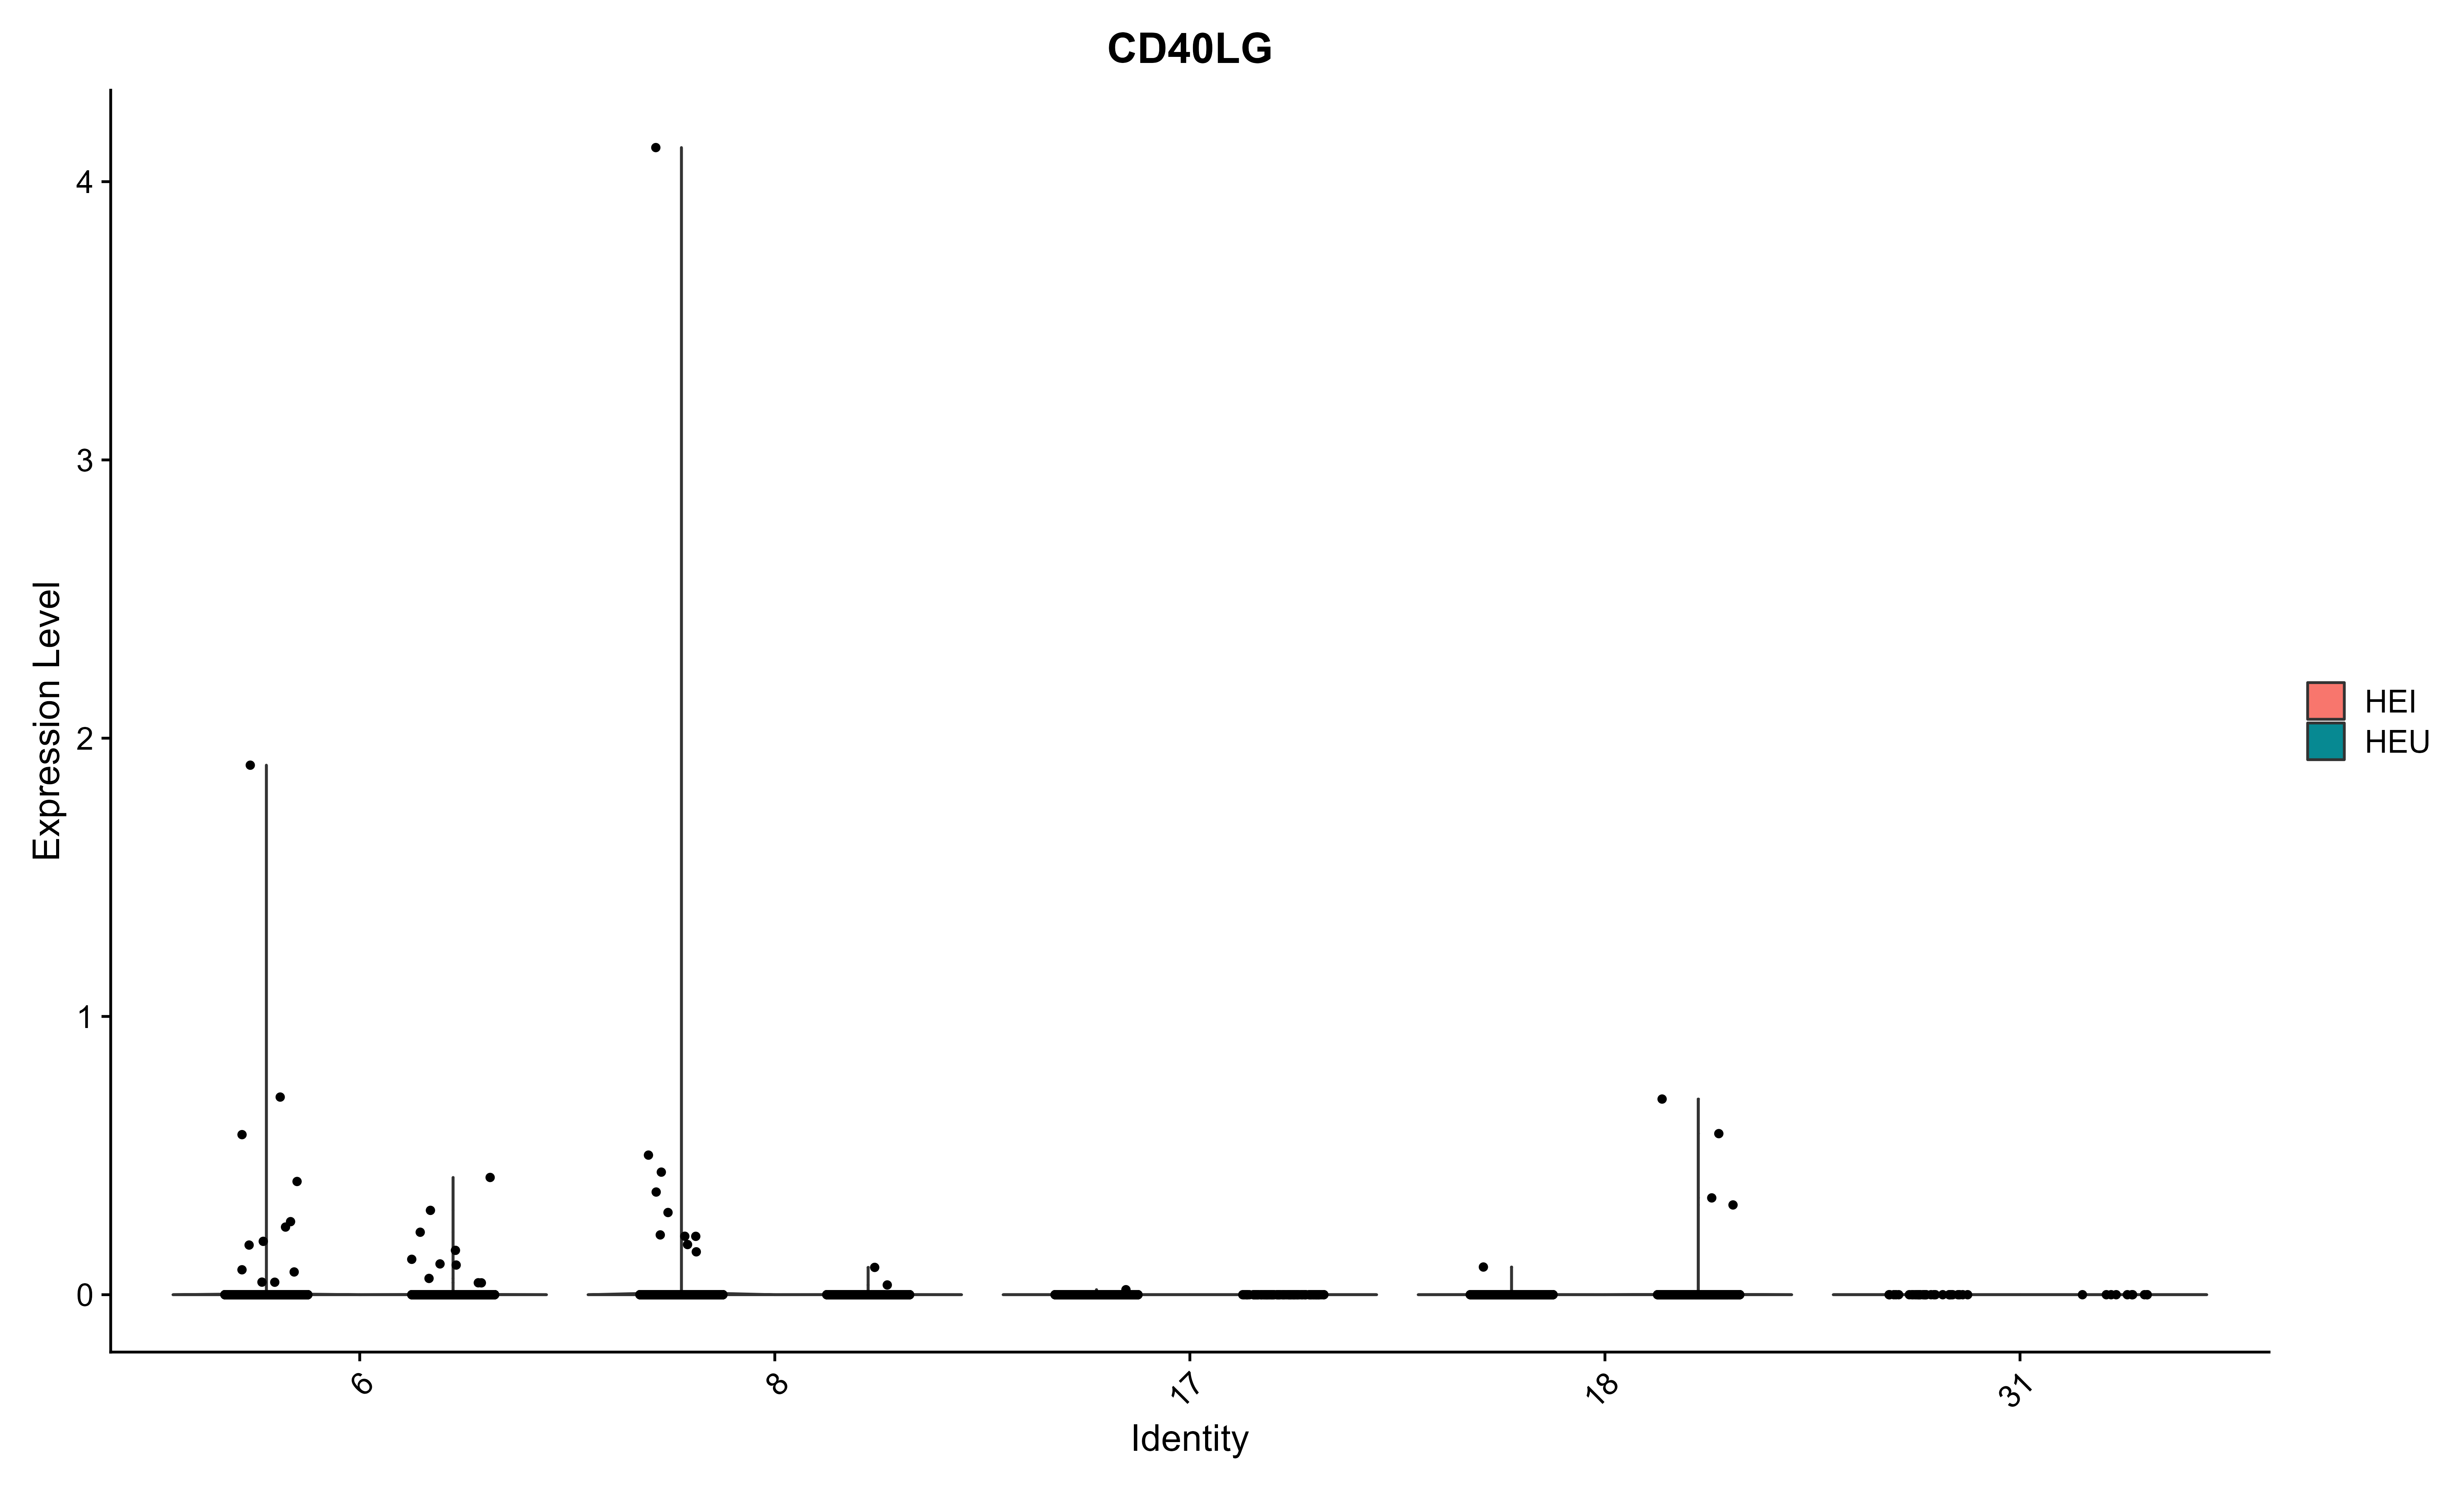 CD40LG
Expression Level
4
3
2
1
0
6
8
17
18
31
Identity
HEI
HEU